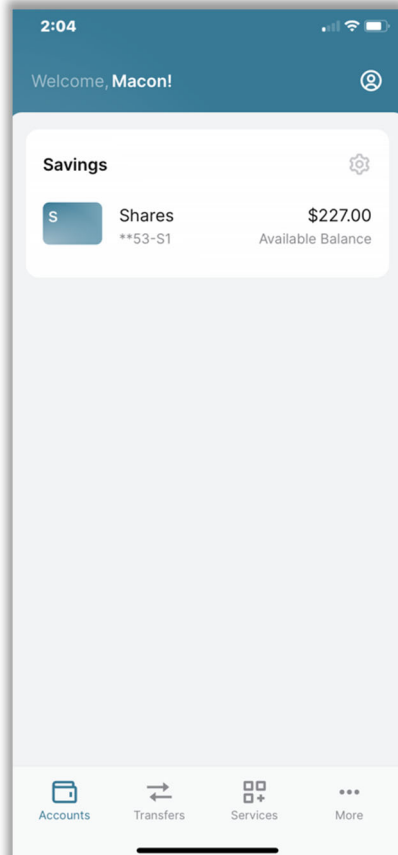 2:04
Welcome, Macon!
Savings
S
Shares
$227.00
**53-S1
Available Balance
Accounts
Transfers
Services
More